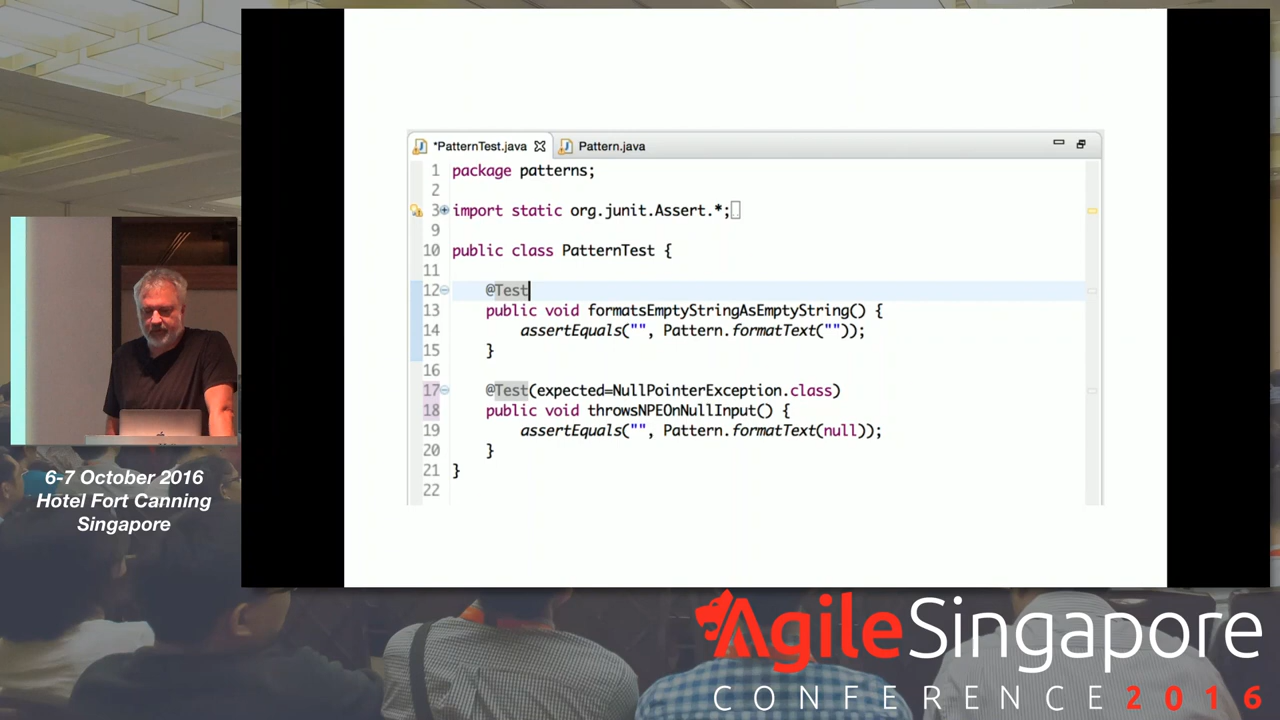 *PatternTest.java Pattern.java
1 package patterns;
2
3 import static org.junit.Assert.*;
9
10 public class PatternTest {
11
12 @Test
13 public void formatsEmptyStringAsEmptyString() {
14 assertEquals("", Pattern.formatText(""));
15 }
16
17 @Test(expected=NullPointerException.class)
18 public void throwsNPEOnNullInput() {
19 assertEquals("", Pattern.formatText(null));
20 }
21 }
22
6-7 October 2016
Hotel Fort Canning
Singapore
AgileSingapore
CONFERENCE 2016